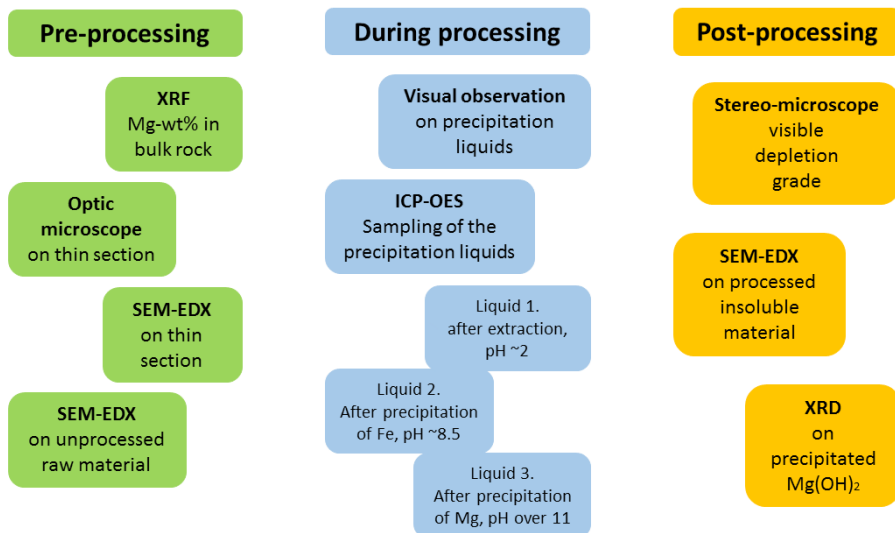 Pre-processing
XRF
Mg-wt% in
bulk rock
Optic
microscope
on thin section
SEM-EDX
on thin
section
SEM-EDX
on unprocessed
raw material
During processing
Visual observation
on precipitation
liquids
ICP-OES
Sampling of the
precipitation liquids
Liquid 1.
after extraction,
pH ~2
Liquid 2.
After precipitation
of Fe, pH ~8.5
Liquid 3.
After precipitation
of Mg, pH over 11
Post-processing
Stereo-microscope
visible
depletion
grade
SEM-EDX
on processed
insoluble
material
XRD
on
precipitated
Mg(OH)₂